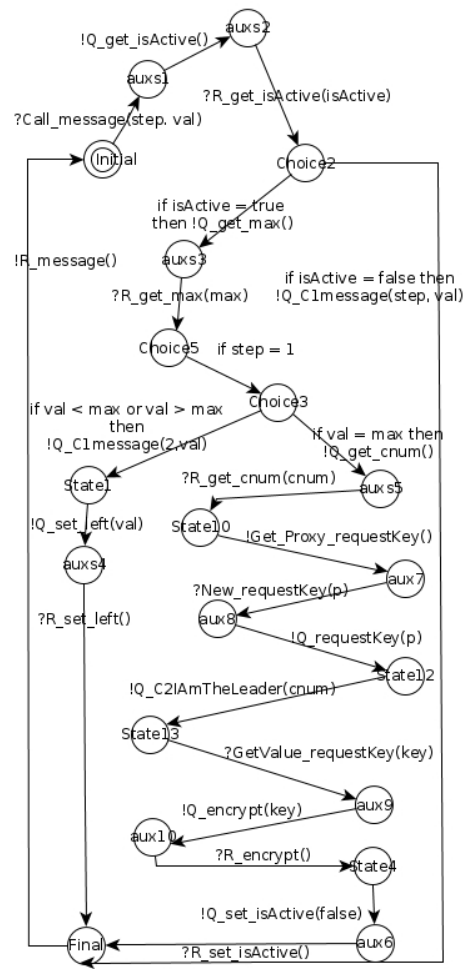 auxs2
!Q_get_isActive()
auxs1
?R_get_isActive(isActive)
?Call_message(step. val)
Initial
Choice2
if isActive = true
then !Q_get_max()
!R_message()
auxs3
if isActive = false then
!Q_C1message(step, val)
?R_get_max(max)
Choice5
if step = 1
Choice3
if val < max or val > max
then
!Q_C1message(2,val)
if val = max then
!Q_get_cnum()
?R_get_cnum(cnum)
State1
auxs5
!Q_set_left(val)
State10
!Get_Proxy_requestKey()
auxs4
aux7
?New_requestKey(p)
?R_set_left()
aux8
!Q_requestKey(p)
State12
!Q_C2IAmTheLeader(cnum)
State13
?GetValue_requestKey(key)
aux9
!Q_encrypt(key)
aux10
?R_encrypt()
State4
!Q_set_isActive(false)
Final
aux6
?R_set_isActive()